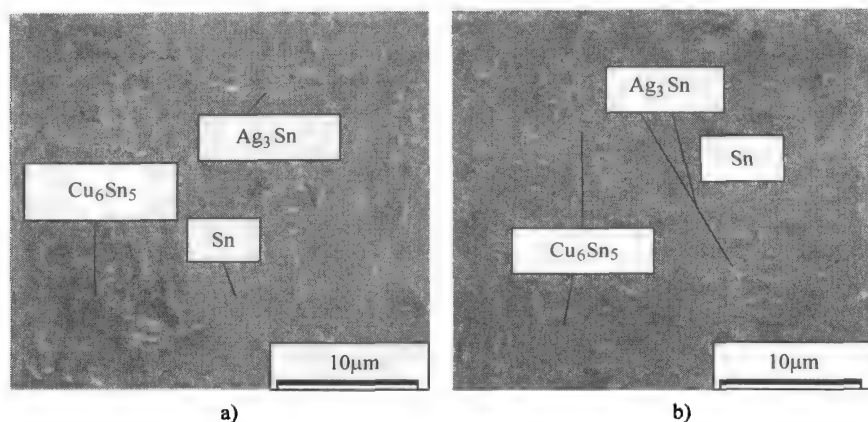 Ag₃Sn
Cu₆Sn₅
Sn
10μm
a)
Ag₃Sn
Sn
Cu₆Sn₅
10μm
b)